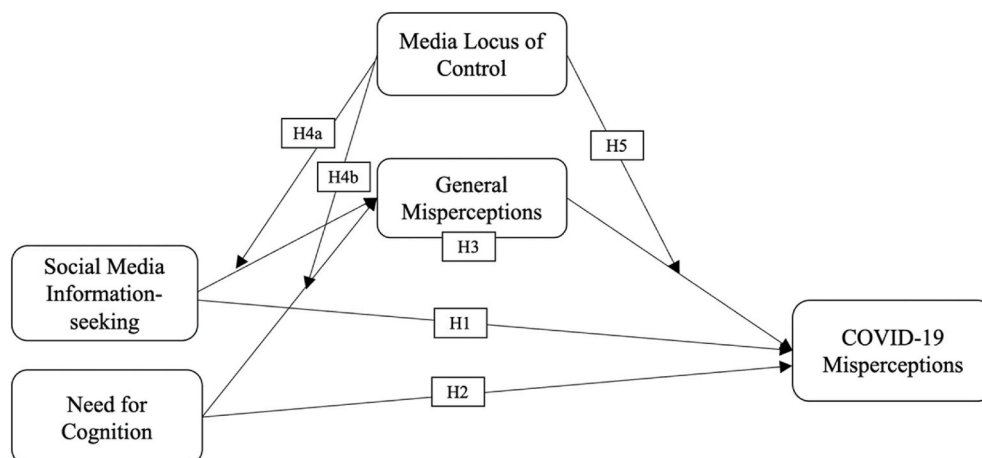 Media Locus of
Control
H4a
H5
H4b
General
Misperceptions
H3
Social Media
Information-
seeking
H1
COVID-19
Misperceptions
H2
Need for
Cognition